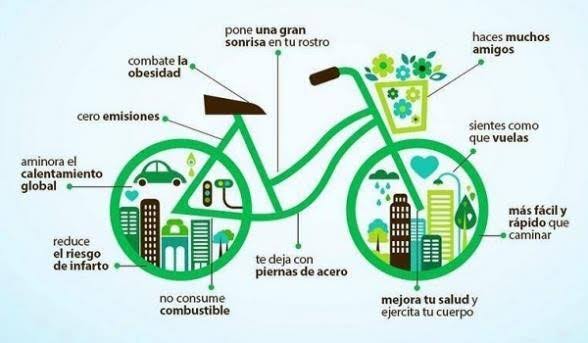 pone una gran
sonrisa en tu rostro
haces muchos
amigos
combate la
obesidad
cero emisiones
sientes como
que vuelas
aminora el
calentamiento
global
más fácil y
rápido que
caminar
reduce
el riesgo
de infarto
te deja con
piernas de acero
no consume
combustible
mejora tu salud y
ejercita tu cuerpo